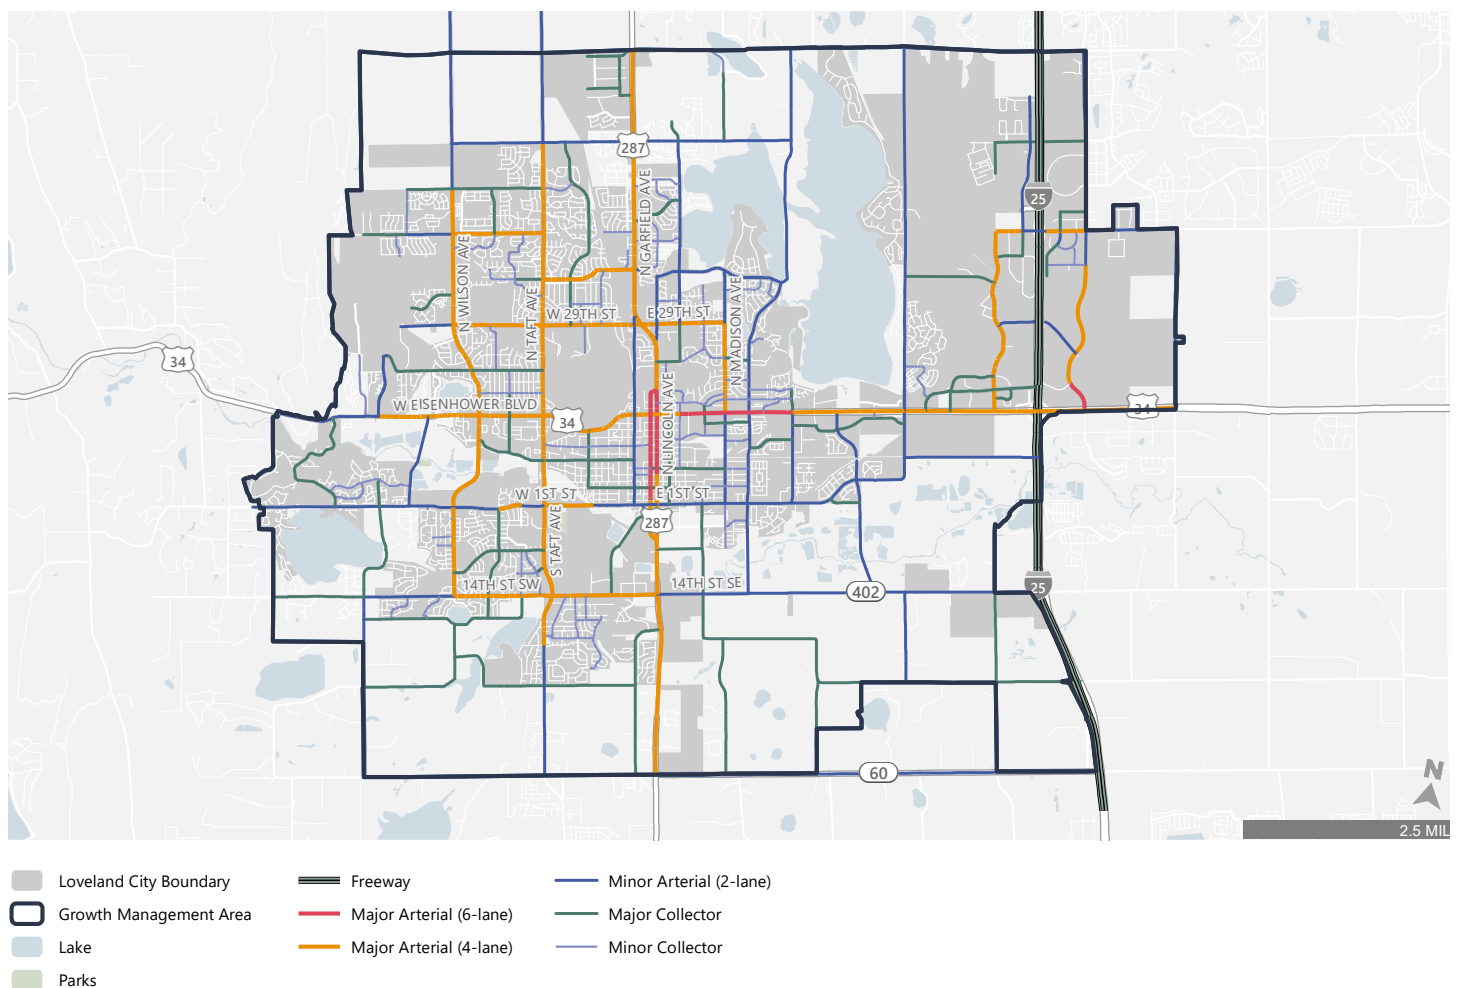 287
25
N GARFIELD AVE
N WILSON AVE
N TAFT AVE
N MADISON AVE
W 29TH ST
E 29TH ST
34
W EISENHOWER BLVD
34
34
N LINCOLN AVE
W 1ST ST
E 1ST ST
287
S TAFT AVE
14TH ST SW
14TH ST SE
402
25
60
N
2.5 MIL
Loveland City Boundary
Growth Management Area
Lake
Parks
Freeway
Major Arterial (6-lane)
Major Arterial (4-lane)
Minor Arterial (2-lane)
Major Collector
Minor Collector